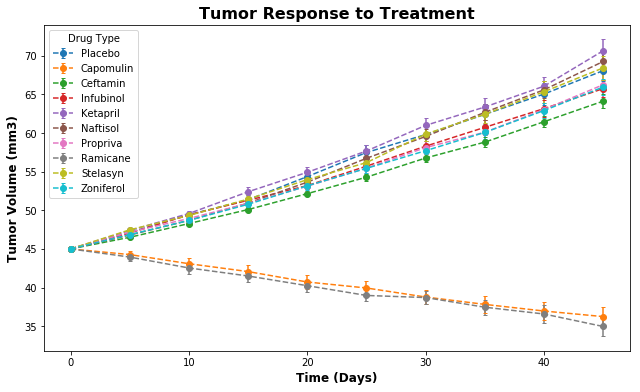 Tumor Response to Treatment
Tumor Volume (mm3)
70
65
60
55
50
45
40
35
Drug Type
Placebo
Capomulin
Ceftamin
Infubinol
Ketapril
Naftisol
Propriva
Ramicane
Stelasyn
Zoniferol
0
10
20
30
40
Time (Days)